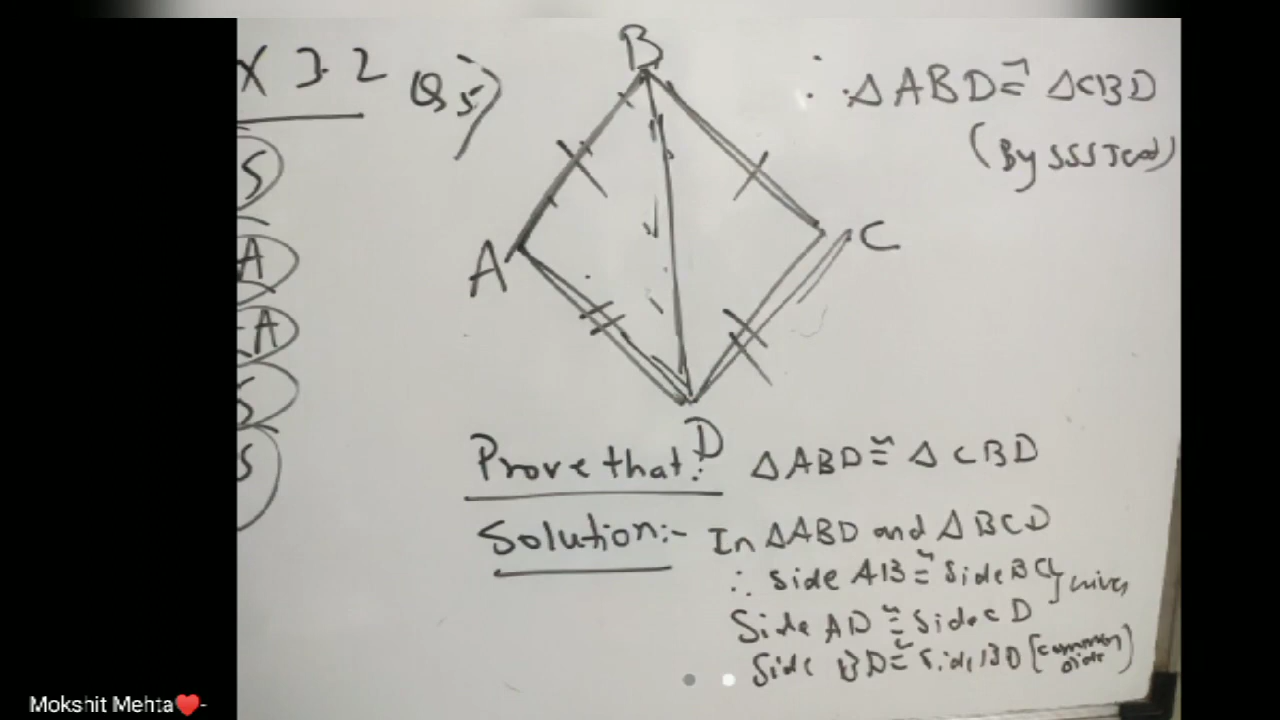 X 3.2 Q5)
S
A
A
S
S
B
A
C
D
∴ ΔABD ≅ ΔCBD
(By SSS Test)
Prove that: ΔABD ≅ ΔCBD
Solution:- In ΔABD and ΔBCD
∴ Side AB ≅ Side BC } given
Side AD ≅ Side CD
Side BD ≅ Side BD [common side]
Mokshit Mehta❤️-